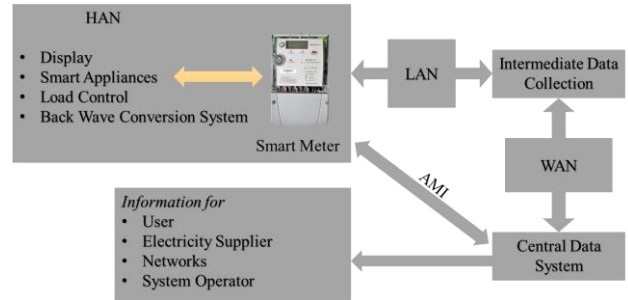 HAN
• Display
• Smart Appliances
• Load Control
• Back Wave Conversion System
Smart Meter
LAN
Intermediate Data
Collection
WAN
AMI
Central Data
System
Information for
• User
• Electricity Supplier
• Networks
• System Operator